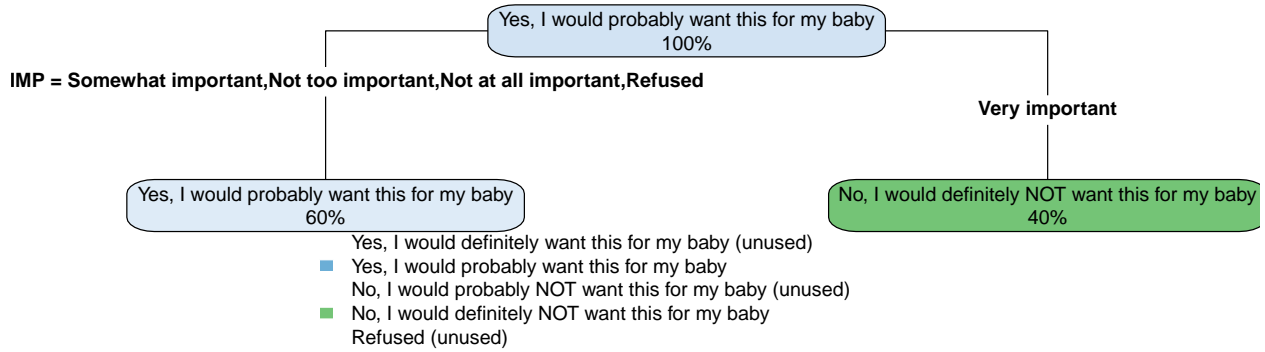 Yes, I would probably want this for my baby
100%
IMP = Somewhat important,Not too important,Not at all important,Refused
Very important
Yes, I would probably want this for my baby
60%
No, I would definitely NOT want this for my baby
40%
Yes, I would definitely want this for my baby (unused)
Yes, I would probably want this for my baby
No, I would probably NOT want this for my baby (unused)
No, I would definitely NOT want this for my baby
Refused (unused)